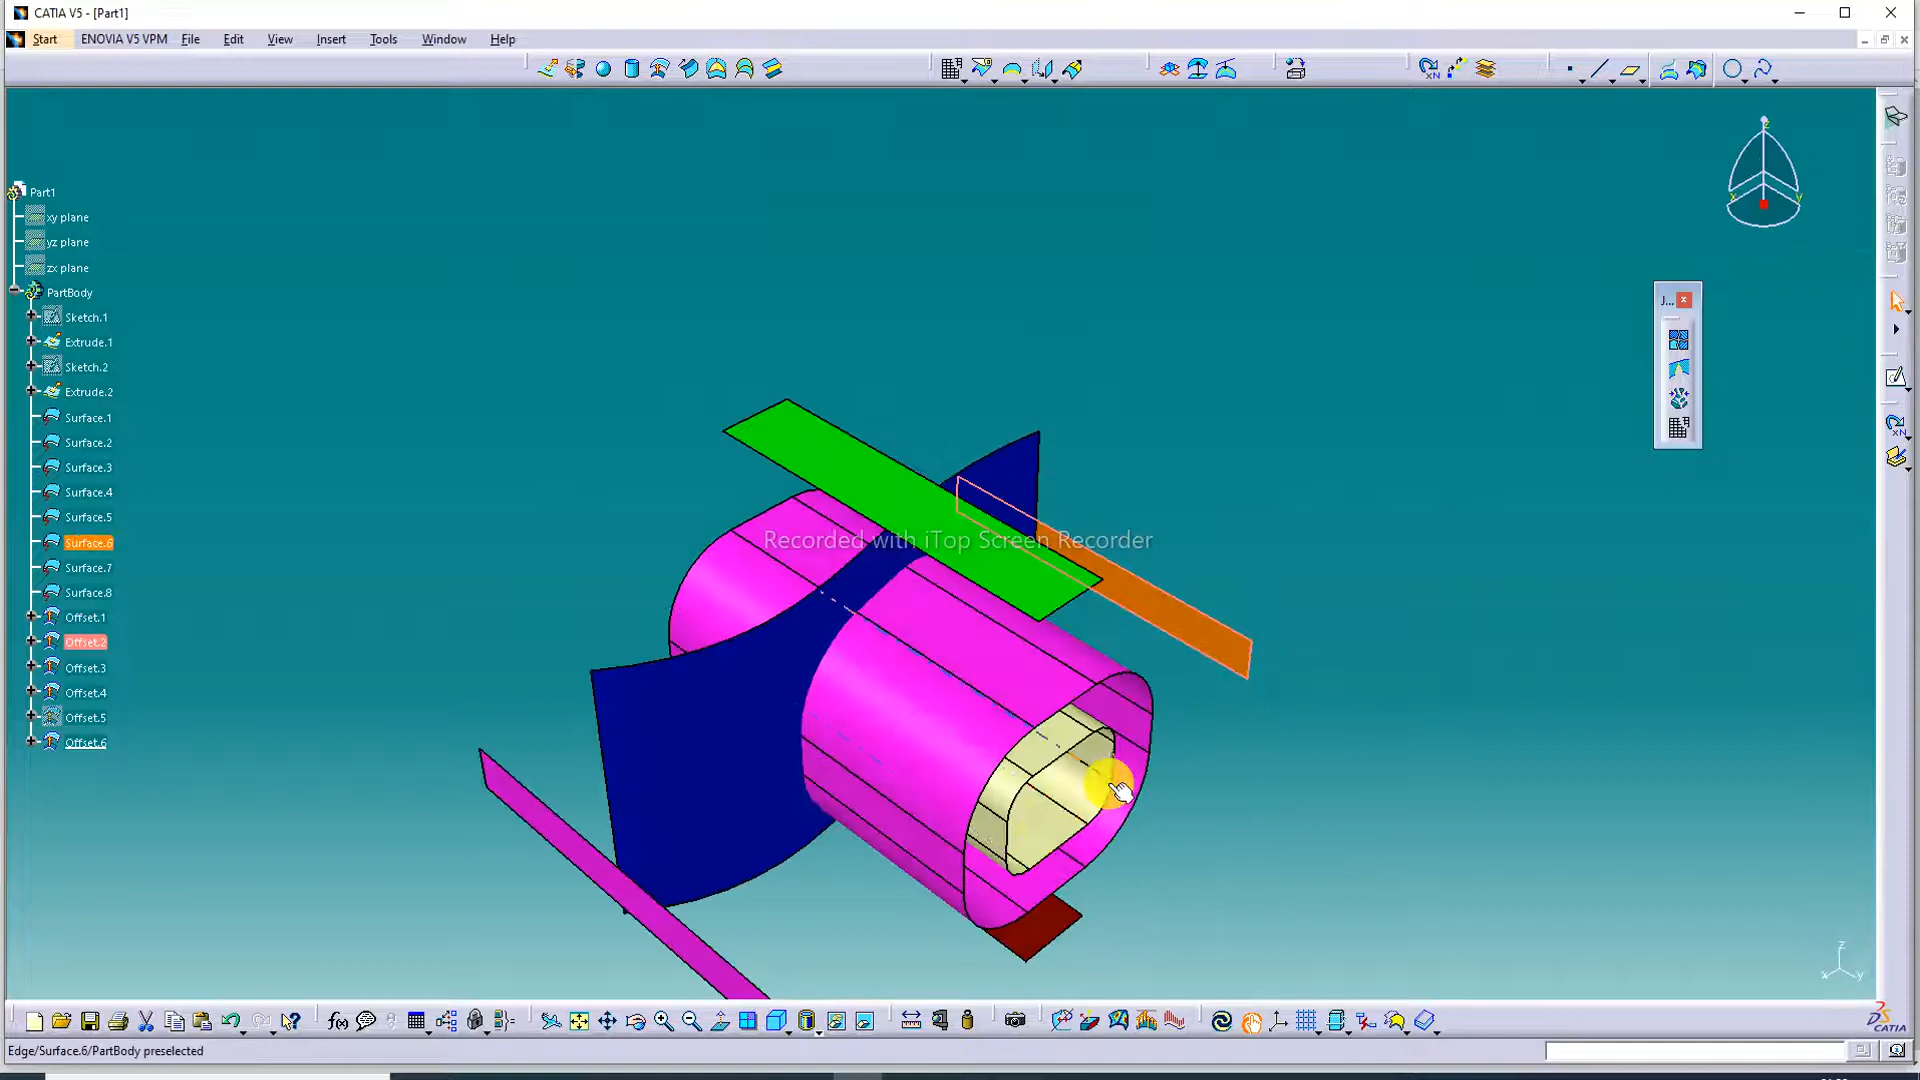 CATIA V5 - [Part1]
Start ENOVIA V5 VPM File Edit View Insert Tools Window Help
Part1
xy plane
yz plane
zx plane
PartBody
Sketch.1
Extrude.1
Sketch.2
Extrude.2
Surface.1
Surface.2
Surface.3
Surface.4
Surface.5
Surface.6
Surface.7
Surface.8
Offset.1
Offset.2
Offset.3
Offset.4
Offset.5
Offset.6
J...
Recorded with iTop Screen Recorder
z
x y
CATIA
Edge/Surface.6/PartBody preselected